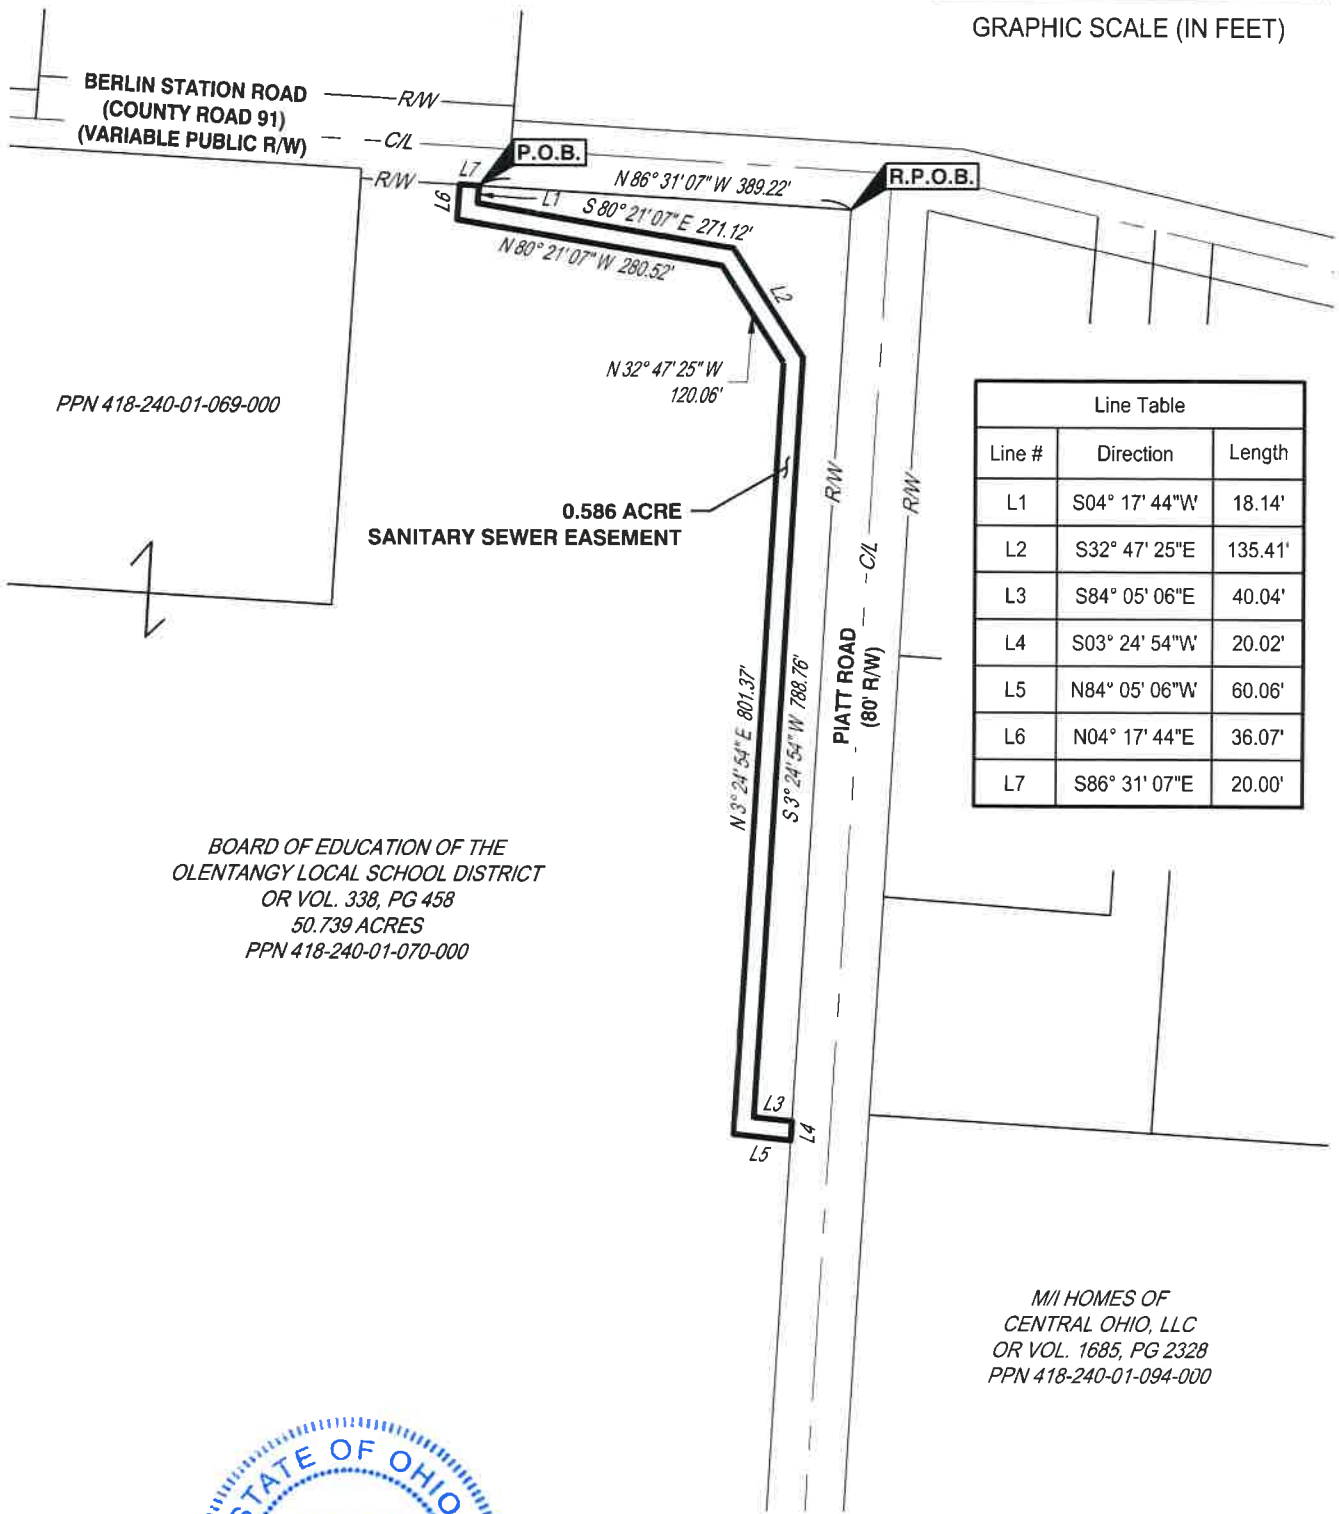 GRAPHIC SCALE (IN FEET)
BERLIN STATION ROAD
(COUNTY ROAD 91)
(VARIABLE PUBLIC R/W)
R/W
C/L
R/W
P.O.B.
R.P.O.B.
L7
L6
L1
N 86° 31' 07" W 389.22'
S 80° 21' 07" E 271.12'
N 80° 21' 07" W 280.52'
L2
N 32° 47' 25" W
120.06'
PPN 418-240-01-069-000
0.586 ACRE
SANITARY SEWER EASEMENT
R/W
R/W
C/L
PIATT ROAD
(80' R/W)
N 3° 24' 54" E 801.37'
S 3° 24' 54" W 788.76'
Line Table
Line # Direction Length
L1 S04° 17' 44"W 18.14'
L2 S32° 47' 25"E 135.41'
L3 S84° 05' 06"E 40.04'
L4 S03° 24' 54"W 20.02'
L5 N84° 05' 06"W 60.06'
L6 N04° 17' 44"E 36.07'
L7 S86° 31' 07"E 20.00'
BOARD OF EDUCATION OF THE
OLENTANGY LOCAL SCHOOL DISTRICT
OR VOL. 338, PG 458
50.739 ACRES
PPN 418-240-01-070-000
L3
L4
L5
M/I HOMES OF
CENTRAL OHIO, LLC
OR VOL. 1685, PG 2328
PPN 418-240-01-094-000
STATE OF OHIO